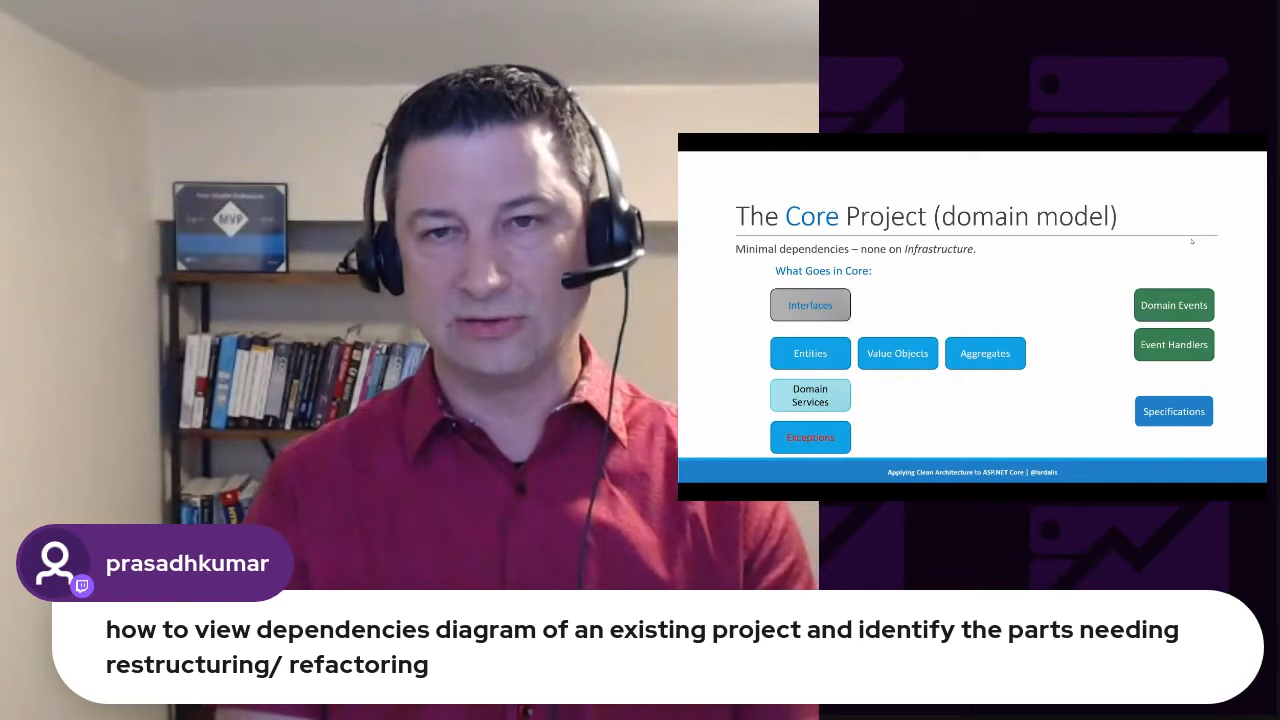 MVP
The Core Project (domain model)
Minimal dependencies – none on Infrastructure.
What Goes in Core:
Interfaces
Domain Events
Event Handlers
Entities
Value Objects
Aggregates
Domain
Services
Specifications
Exceptions
Applying Clean Architecture to ASP.NET Core | @ardalis
prasadhkumar
how to view dependencies diagram of an existing project and identify the parts needing
restructuring/ refactoring